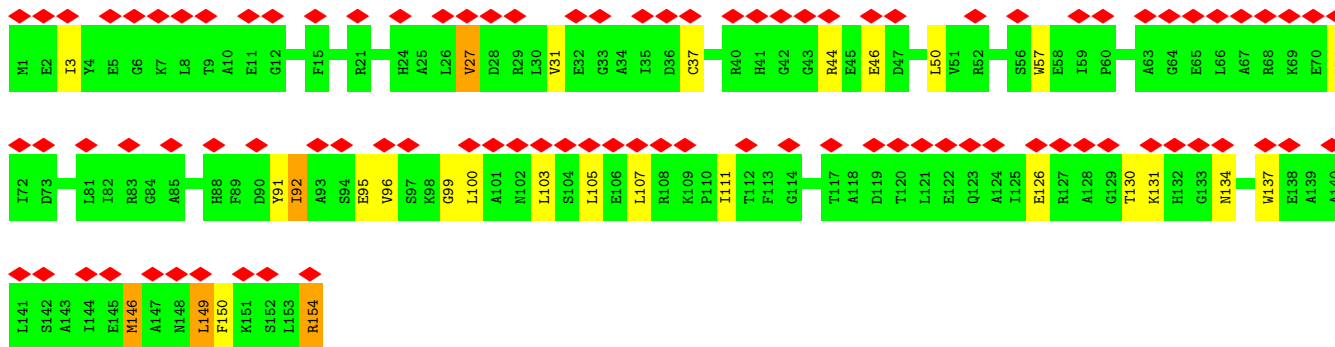 M1 E2 I3 Y4 E5 G6 K7 L8 T9 A10 E11 G12 F15 R21 H24 A25 L26 V27 D28 R29 L30 V31 E32 G33 A34 I35 D36 C37 R40 H41 G42 G43 R44 E45 E46 D47 L50 V51 R52 S56 W57 E58 I59 P60 A63 G64 E65 L66 A67 R68 K69 E70
I72 D73 L81 I82 R83 G84 A85 H88 F89 D90 Y91 I92 A93 S94 E95 V96 S97 K98 G99 L100 A101 N102 L103 S104 L105 E106 L107 R108 K109 P110 I111 T112 F113 G114 T117 A118 D119 T120 L121 E122 Q123 A124 I125 E126 R127 A128 G129 T130 K131 H132 G133 N134 W137 E138 A139
L141 S142 A143 I144 E145 M146 A147 N148 L149 F150 K151 S152 L153 R154